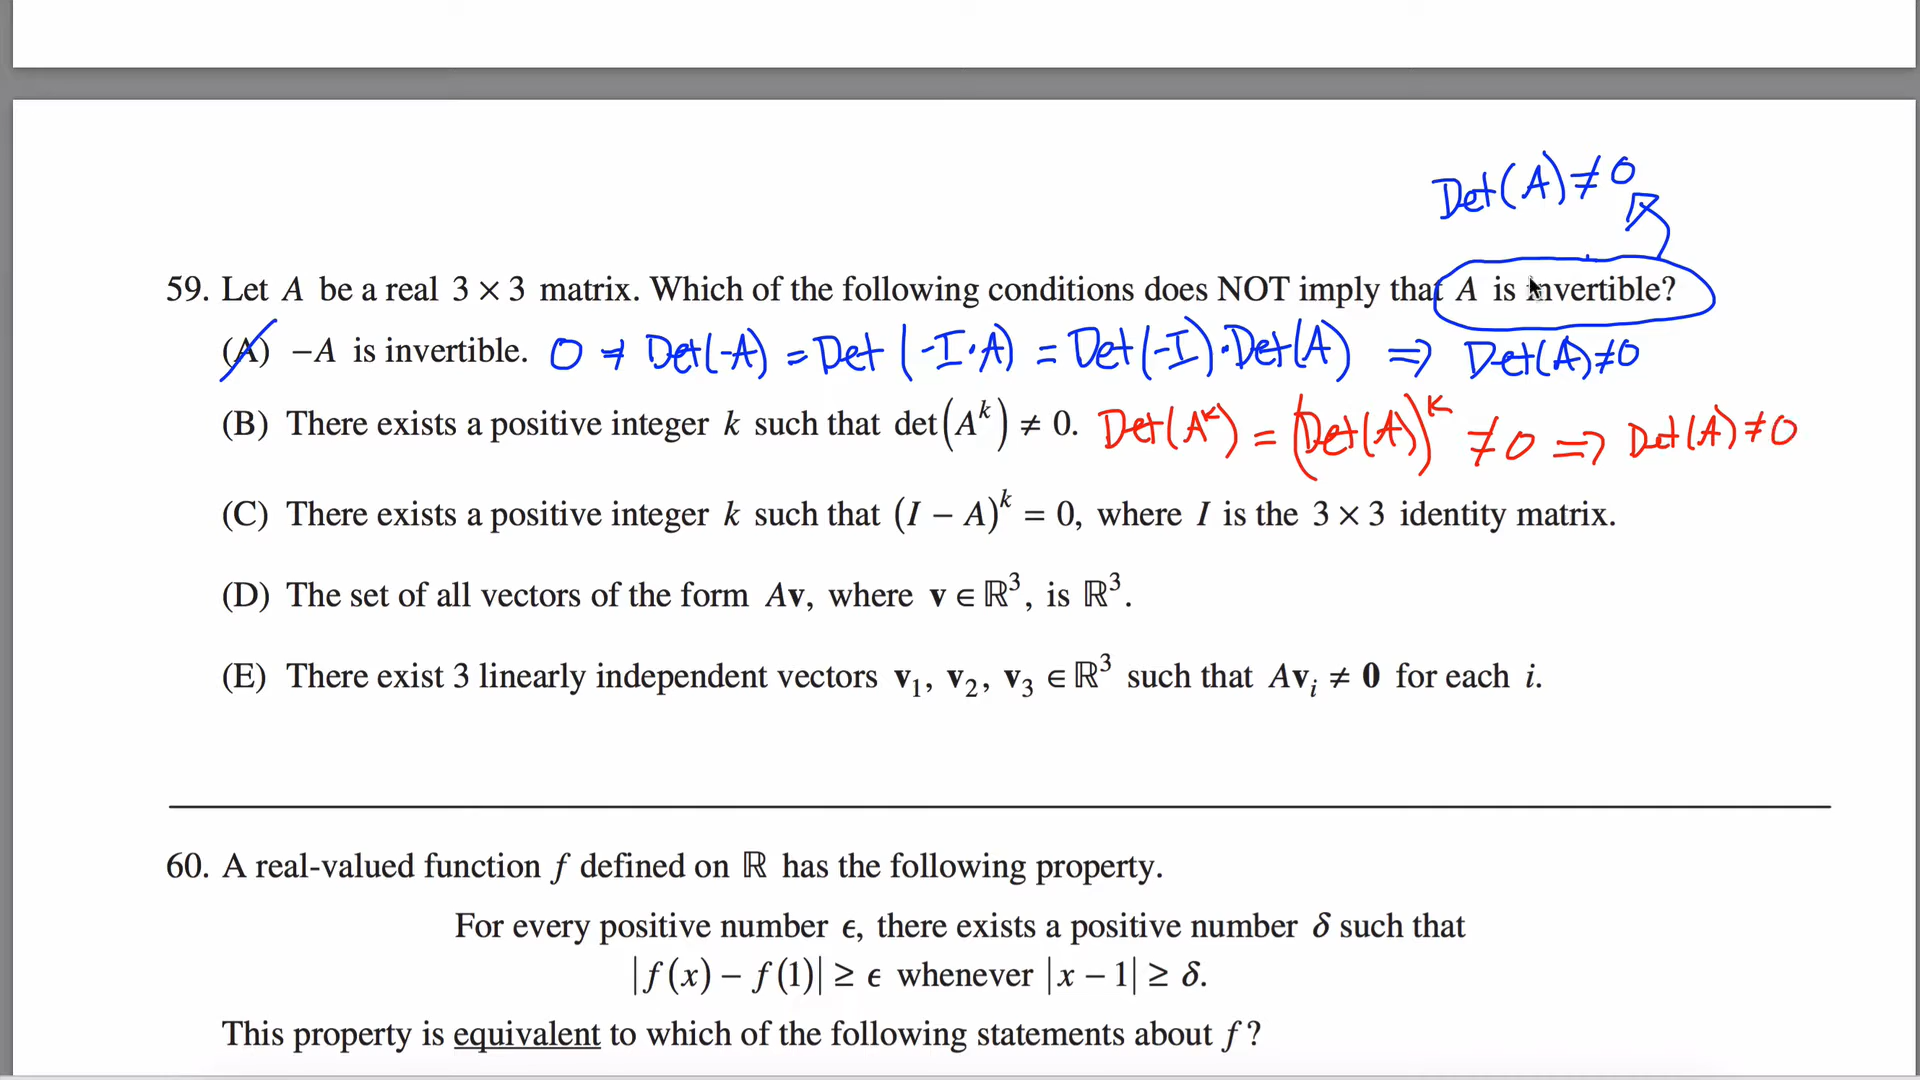 Det(A) ≠ 0
59. Let A be a real 3 × 3 matrix. Which of the following conditions does NOT imply that A is invertible?
(A) −A is invertible. 0 ≠ Det(-A) = Det(-I·A) = Det(-I)·Det(A) ⇒ Det(A)≠0
(B) There exists a positive integer k such that det(A^k) ≠ 0. Det(A^k) = (Det(A))^k ≠ 0 ⇒ Det(A) ≠ 0
(C) There exists a positive integer k such that (I − A)^k = 0, where I is the 3 × 3 identity matrix.
(D) The set of all vectors of the form Av, where v ∈ ℝ³, is ℝ³.
(E) There exist 3 linearly independent vectors v₁, v₂, v₃ ∈ ℝ³ such that Avᵢ ≠ 0 for each i.
60. A real-valued function f defined on ℝ has the following property.
For every positive number ϵ, there exists a positive number δ such that
|f(x) − f(1)| ≥ ϵ whenever |x − 1| ≥ δ.
This property is equivalent to which of the following statements about f?